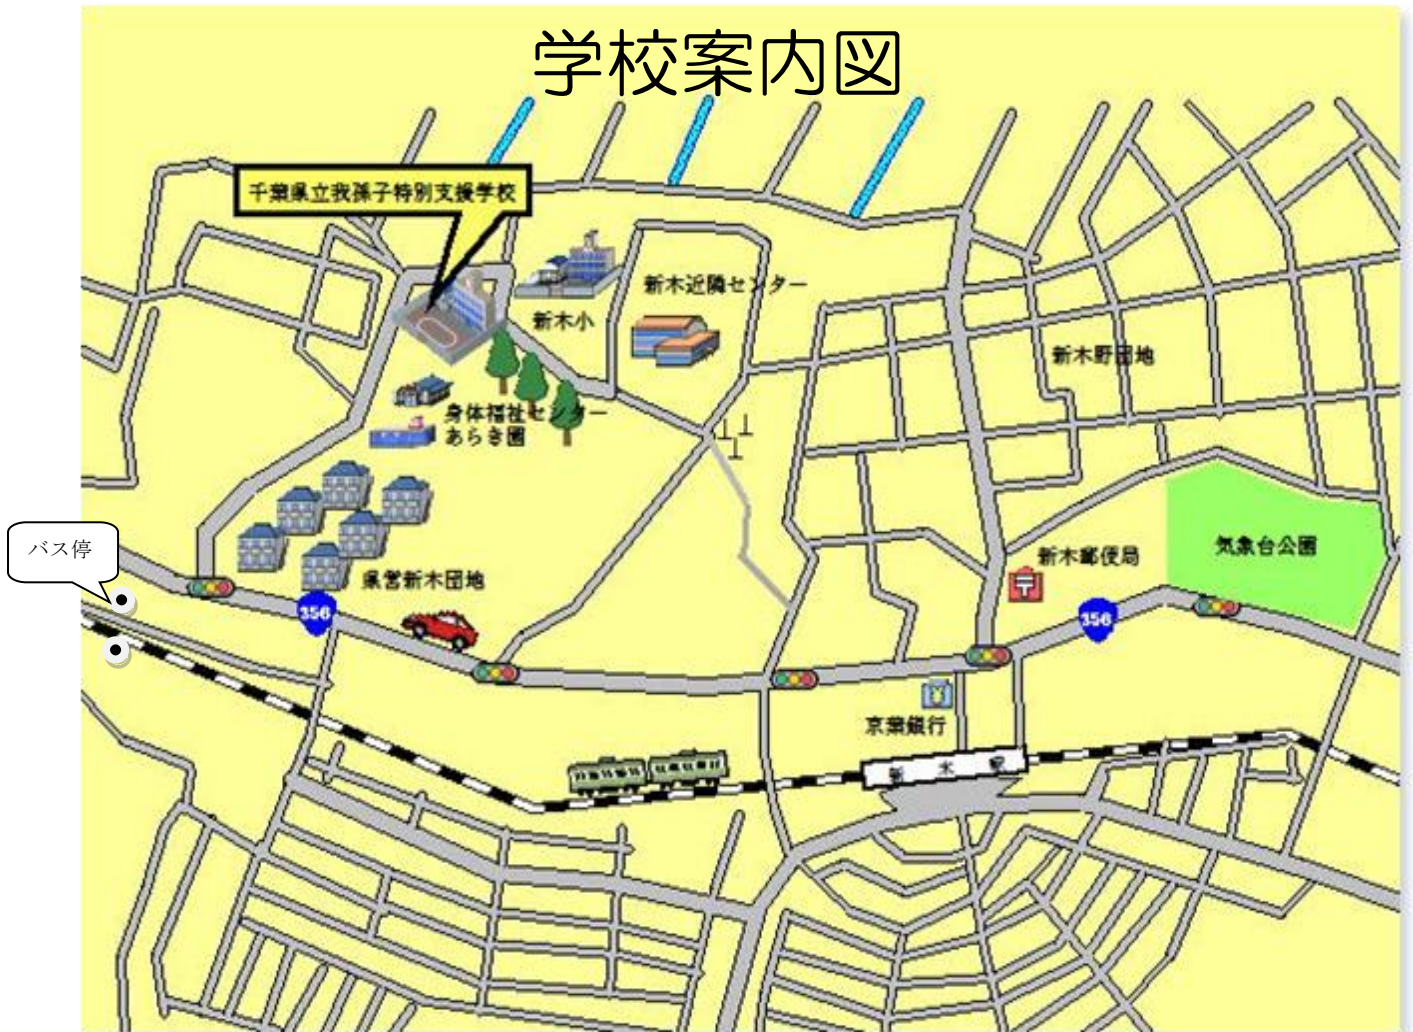 学校案内図
千葉県立我孫子特別支援学校
新木近隣センター
新木小
新木野団地
身体福祉センター
あらき園
バス停
県営新木団地
356
新木郵便局
気象台公園
356
京葉銀行
新木駅